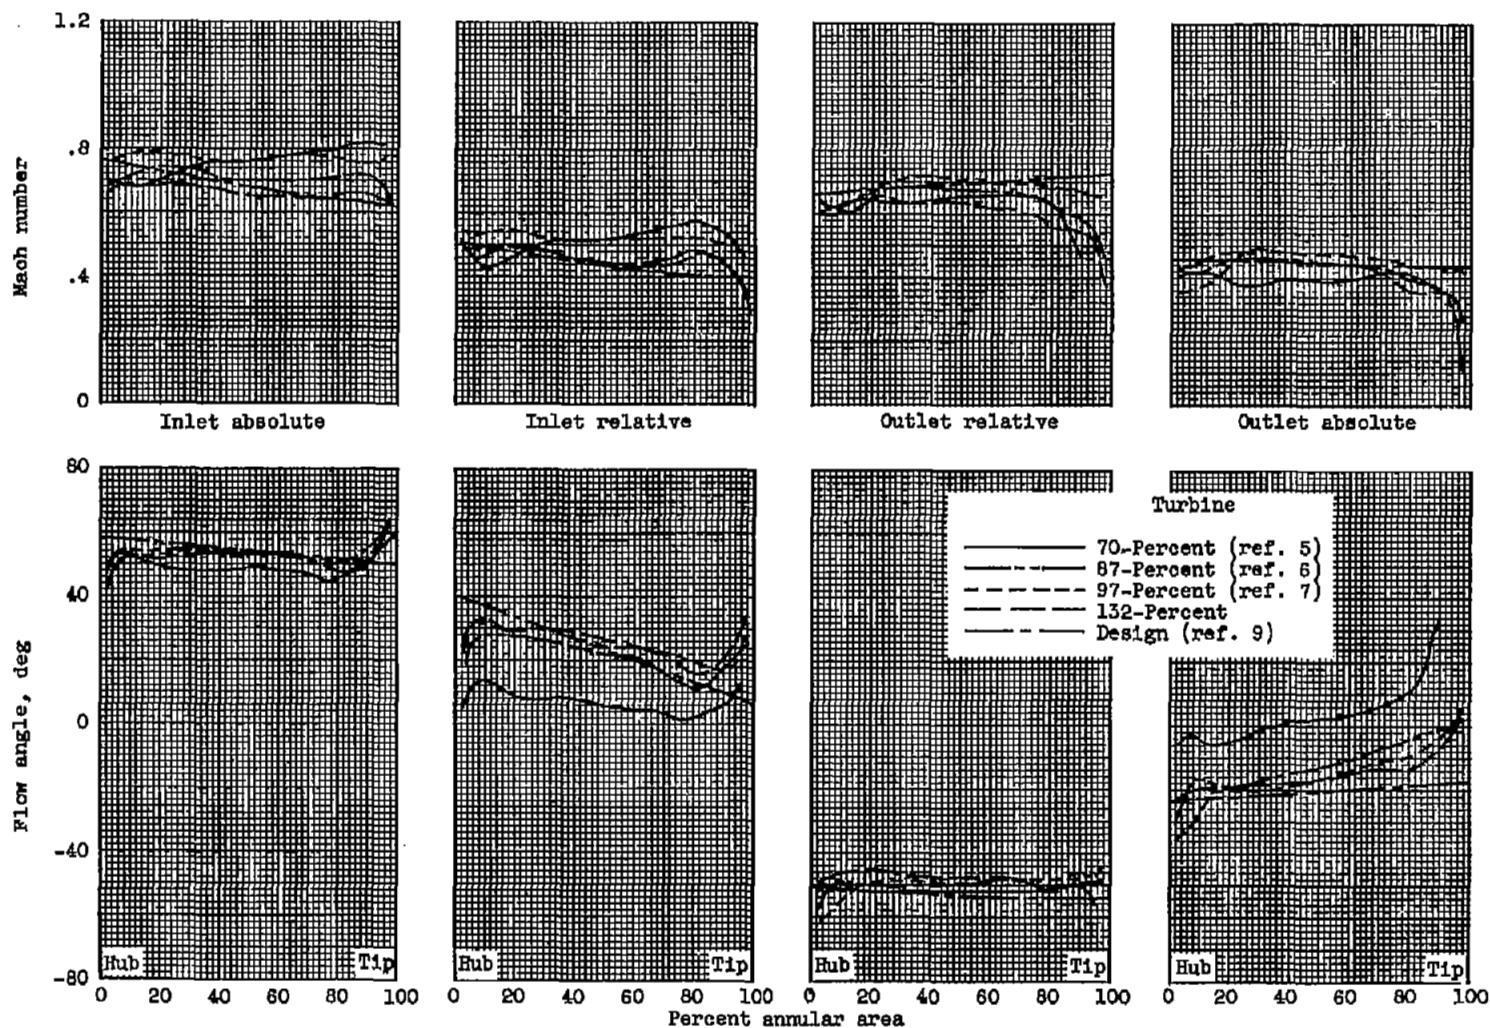 1.2
.8
.4
0
Mach number
Inlet absolute
Inlet relative
Outlet relative
Outlet absolute
80
40
0
-40
-80
Flow angle, deg
Turbine
70-Percent (ref. 5)
87-Percent (ref. 6)
97-Percent (ref. 7)
132-Percent
Design (ref. 9)
Hub Tip
Hub Tip
Hub Tip
Hub Tip
0 20 40 60 80 100
0 20 40 60 80 100
0 20 40 60 80 100
0 20 40 60 80 100
Percent annular area